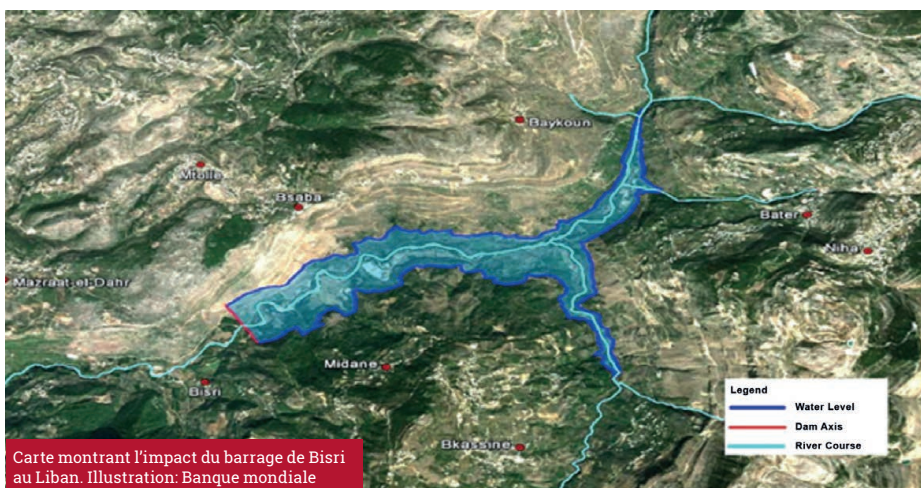 Baykoun
Mtolle
Bsaba
Bater
Niha
Mazraat-el-Dahr
Midane
Bisri
Bkassine
Legend
Water Level
Dam Axis
River Course
Carte montrant l’impact du barrage de Bisri
au Liban. Illustration: Banque mondiale